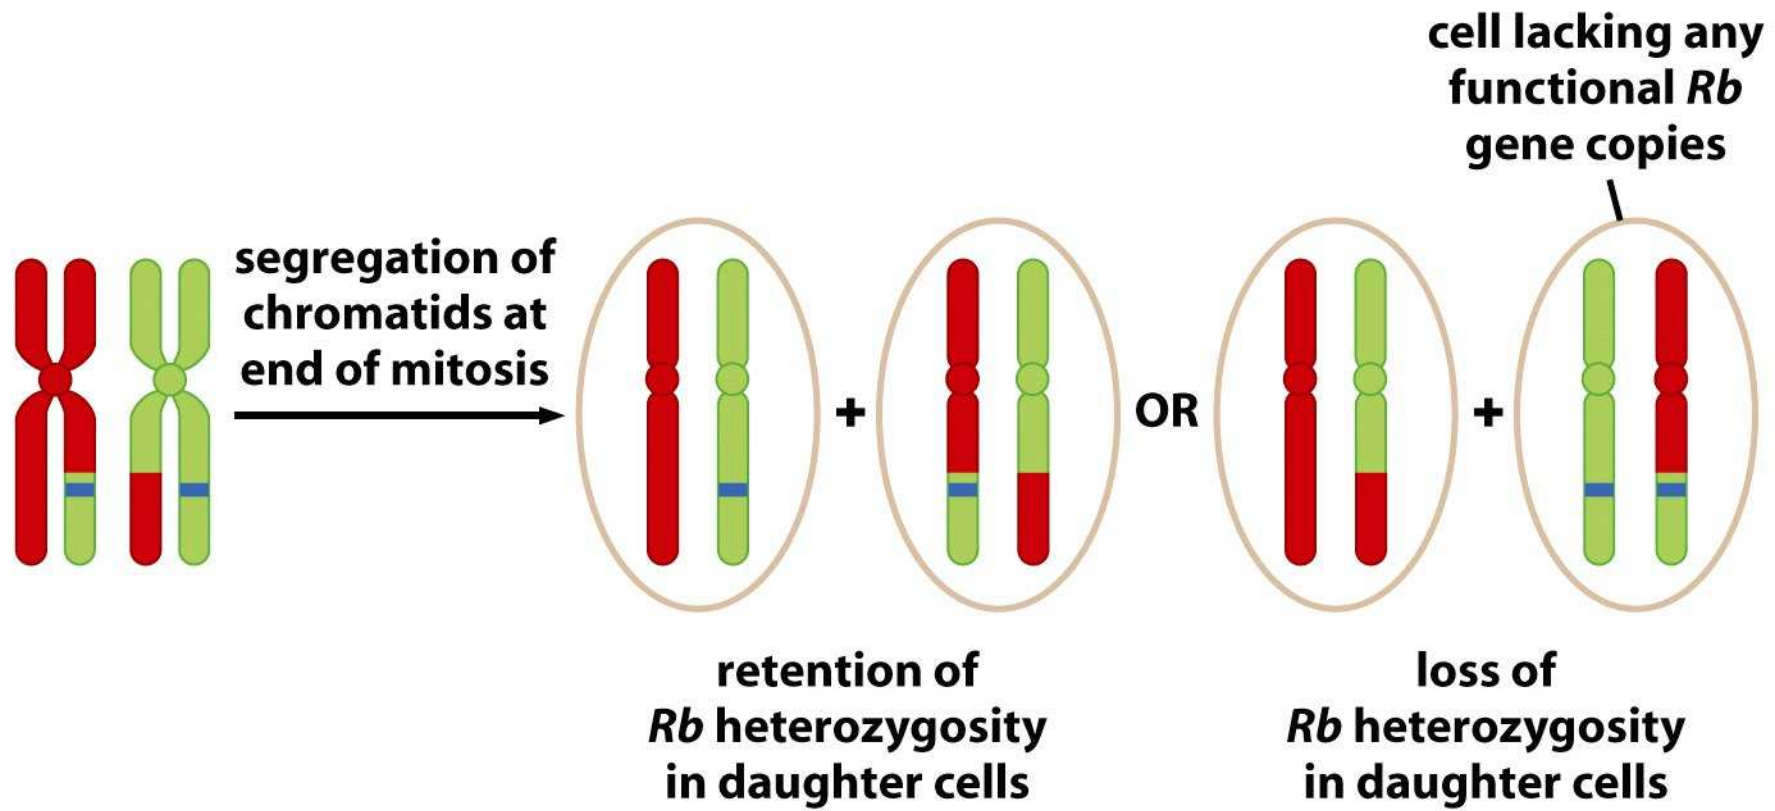 cell lacking any
functional Rb
gene copies
segregation of
chromatids at
end of mitosis
+
OR
+
retention of
Rb heterozygosity
in daughter cells
loss of
Rb heterozygosity
in daughter cells